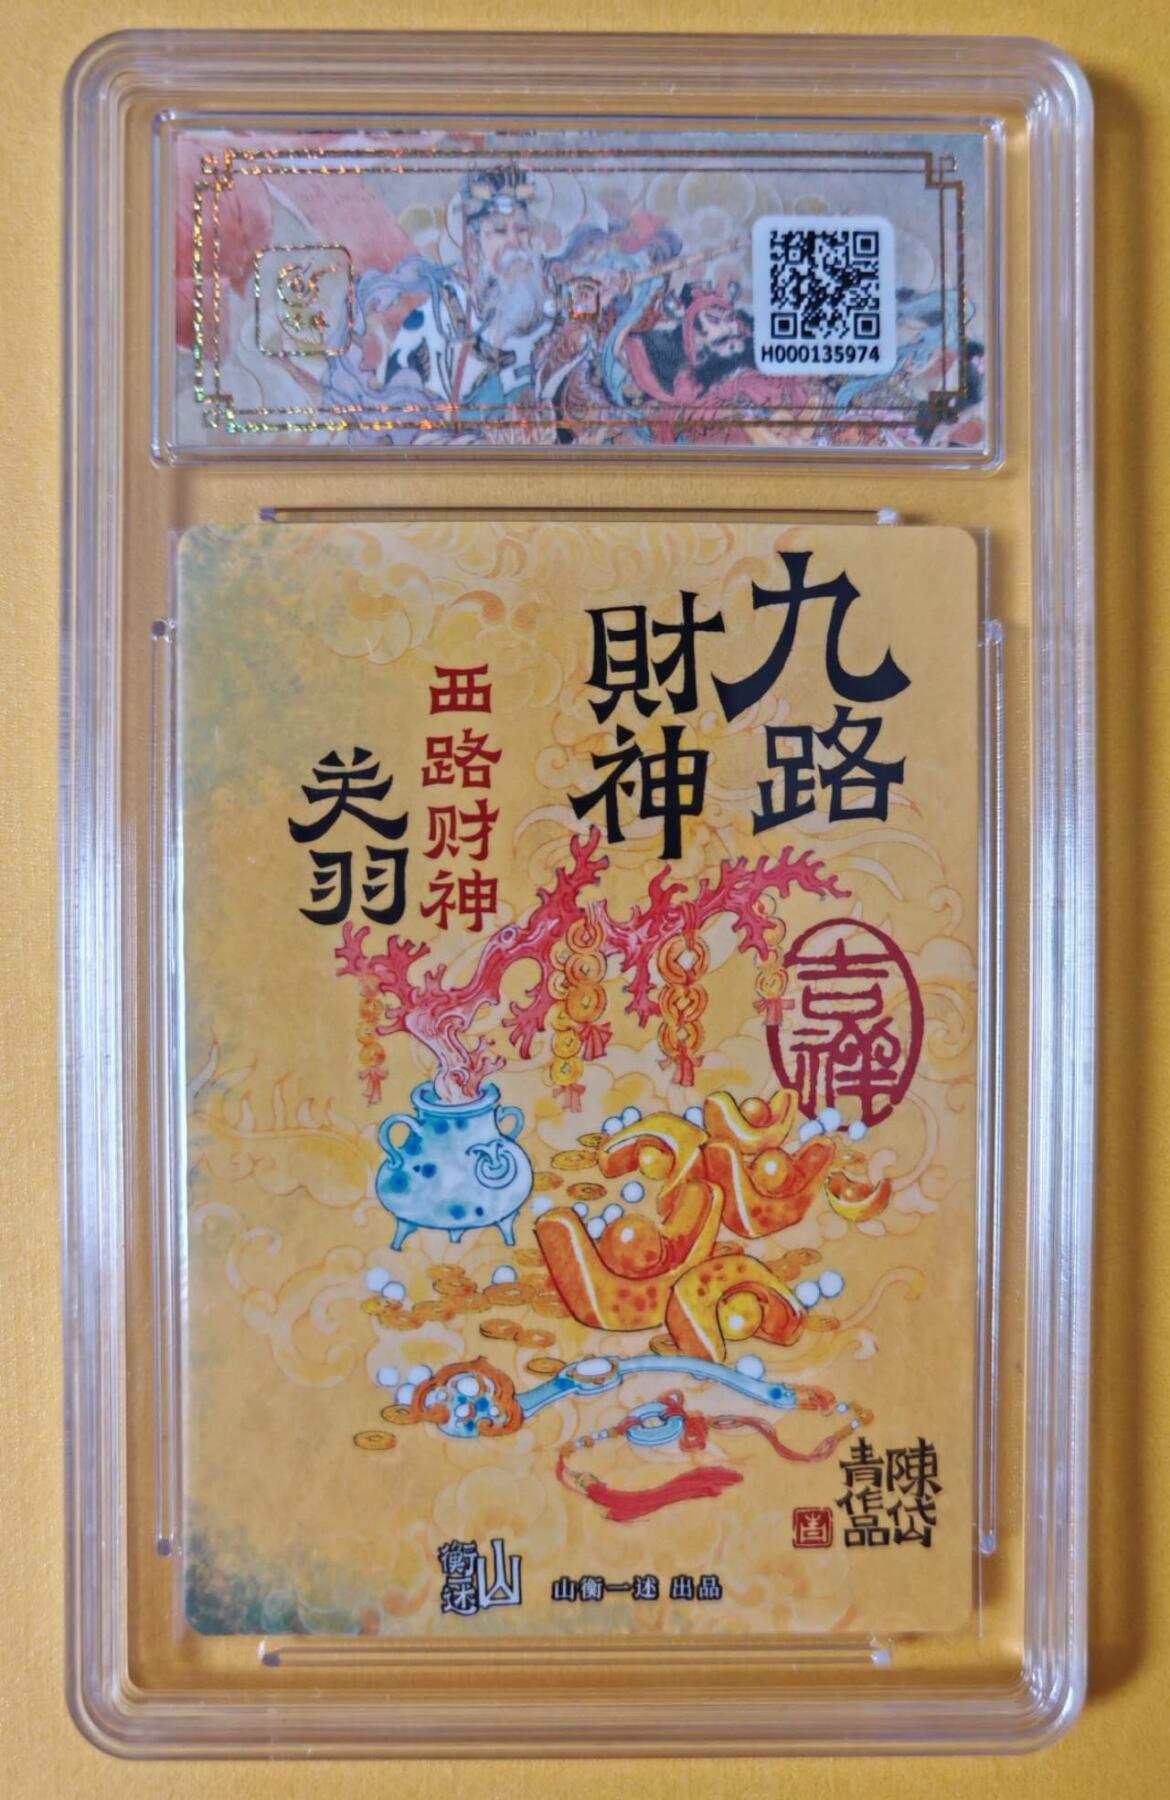 H000135974
九路
財神
西路财神
关羽
吉祥
陳岱
青作品
山
衡一述
山衡一述 出品